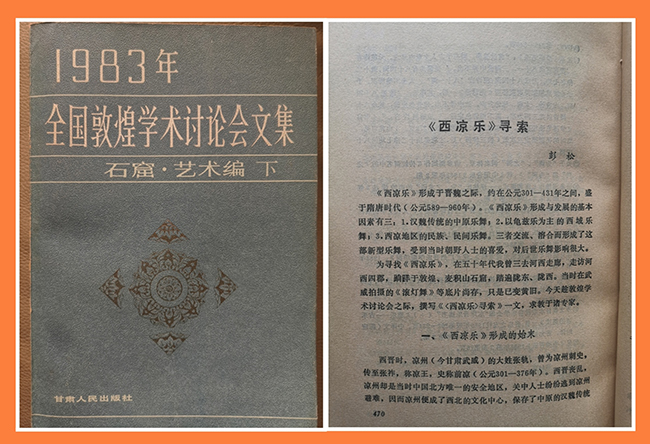 1983年
全国敦煌学术讨论会文集
石窟·艺术编 下
甘肃人民出版社
《西凉乐》寻索
彭 松
《西凉乐》形成于晋魏之际，约在公元301—431年之间，盛
于隋唐时代（公元589—960年）。《西凉乐》形成与发展的基本
因素有三：1.汉魏传统的中原乐舞；2.以龟兹乐为主的西域乐
舞；3.西凉地区的民族、民间乐舞。三者交流、溶合而形成了这
部新型乐舞，受到当时朝野人士的喜爱，对后世乐舞影响很大。
为寻找《西凉乐》，在五十年代我曾三去河西走廊，走访河
西四郡，蹒跚于敦煌、麦积山石窟，踏遍陇东、陇西。当时在武
威拍摄的《滚灯舞》等底片尚存，只是已变黄旧。今天趁敦煌学
术讨论会之际，撰写《〈西凉乐〉寻索》一文，求教于诸专家。
一、《西凉乐》形成的始末
西晋时，凉州（今甘肃武威）的大姓张轨，曾为凉州刺史，
传至张祚，称凉王，史称前凉（公元301—376年）。西晋丧乱，
凉州却是当时中国北方唯一的安全地区，关中人士纷纷逃到凉州
避难，因而凉州便成了西北的文化中心，保存了中原的汉魏传统
470